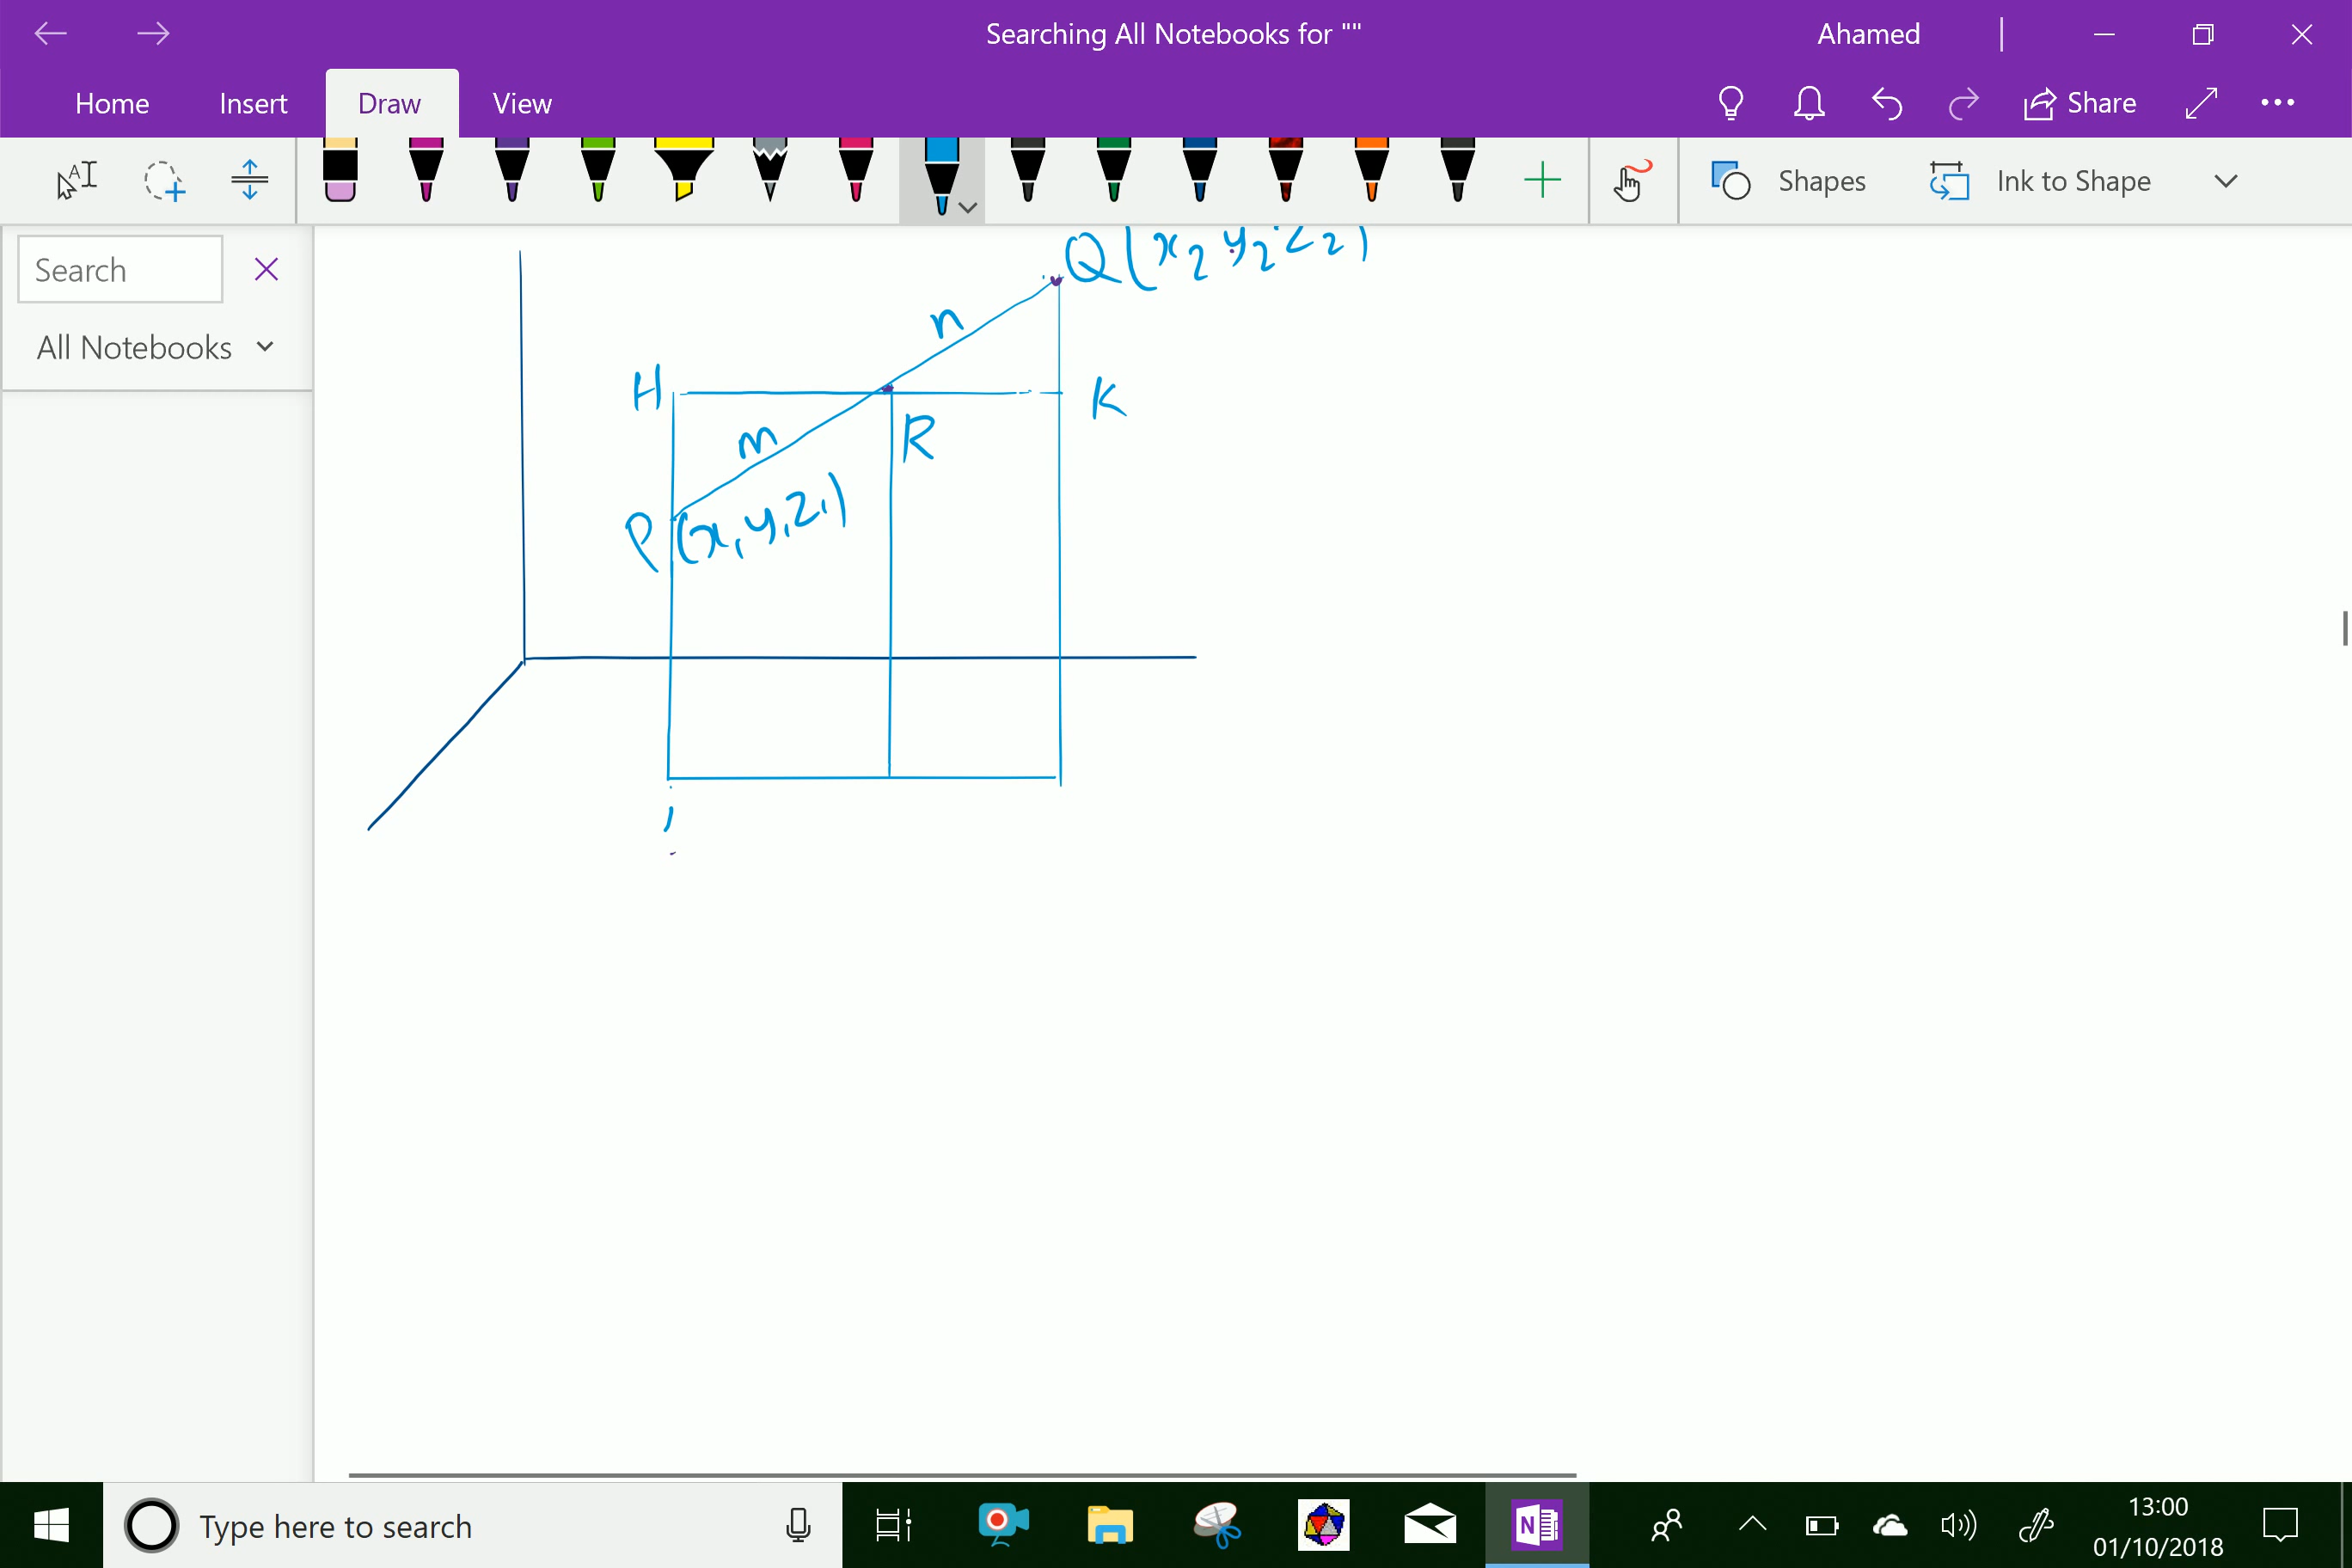 Searching All Notebooks for ""
Ahamed
Home Insert Draw View
Share
Shapes
Ink to Shape
Search
All Notebooks
Q(x2 y2 z2)
n
H
K
m
R
P(x, y, z,)
Type here to search
13:00
01/10/2018